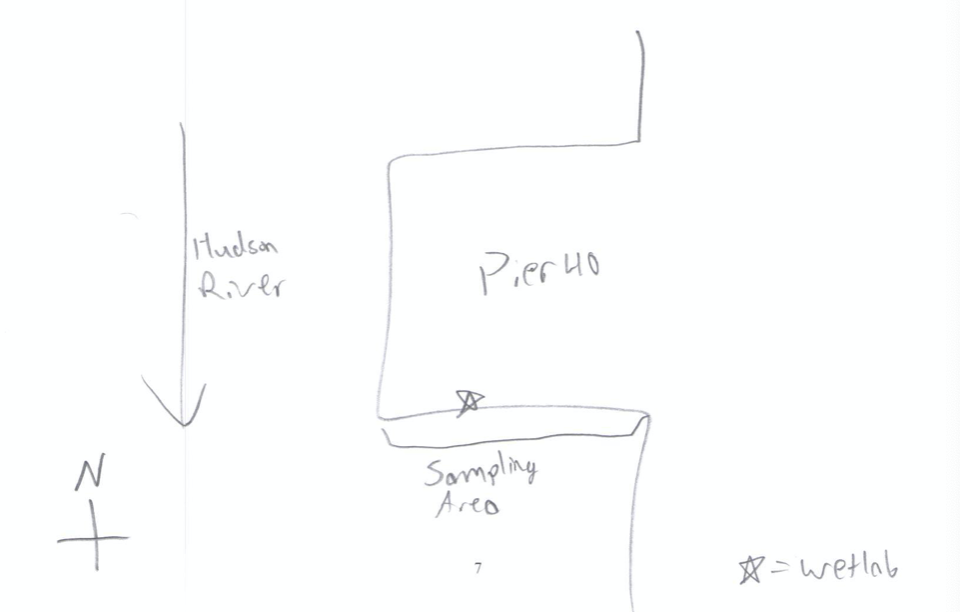 Hudson
River
Pier 40
Sampling
Area
N
7
☆ = wetlab